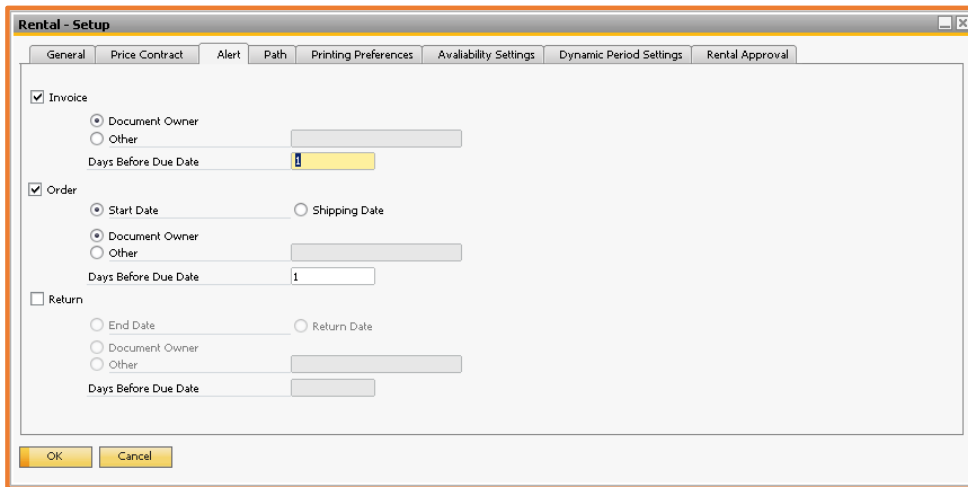 Rental - Setup
General Price Contract Alert Path Printing Preferences Avaliability Settings Dynamic Period Settings Rental Approval
Invoice
Document Owner
Other
Days Before Due Date 1
Order
Start Date Shipping Date
Document Owner
Other
Days Before Due Date 1
Return
End Date Return Date
Document Owner
Other
Days Before Due Date
OK Cancel